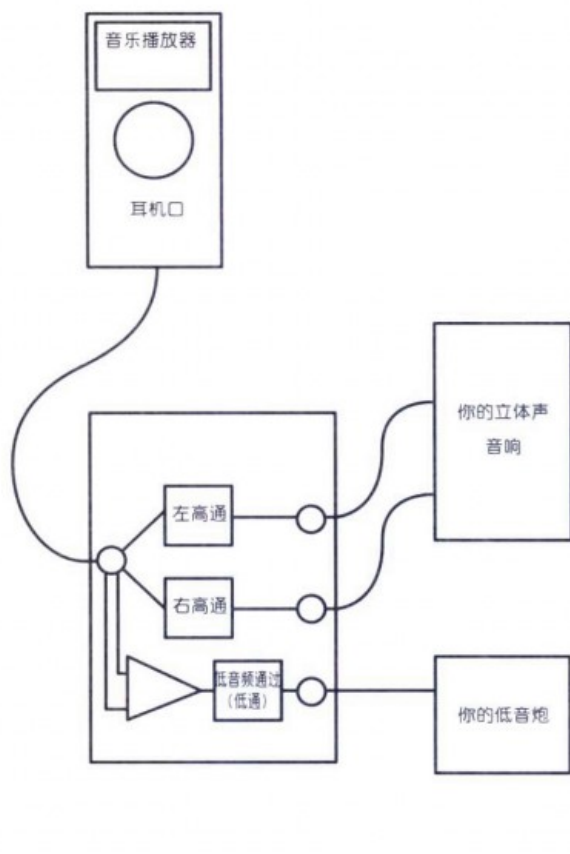 音乐播放器
耳机口
你的立体声
音响
左高通
右高通
低音频通过
（低通）
你的低音炮